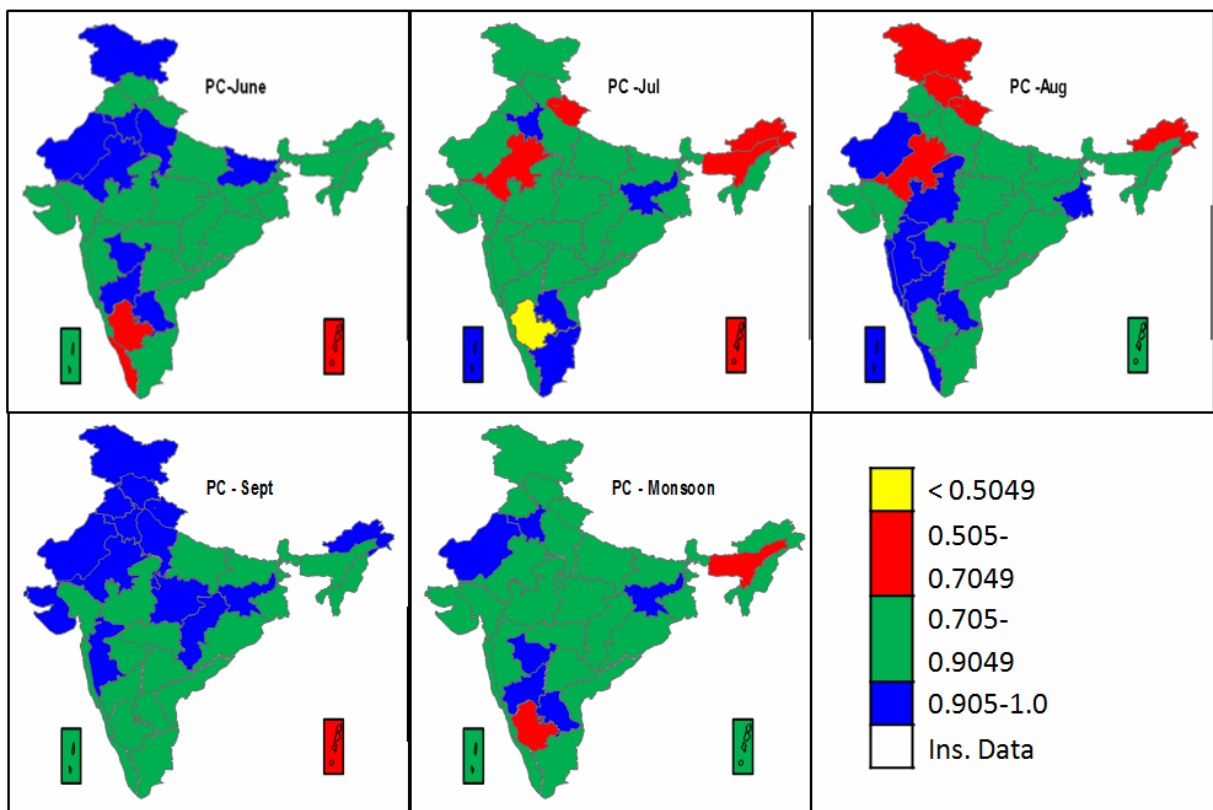 PC-June
PC -Jul
PC -Aug
PC - Sept
PC - Monsoon
< 0.5049
0.505-
0.7049
0.705-
0.9049
0.905-1.0
Ins. Data